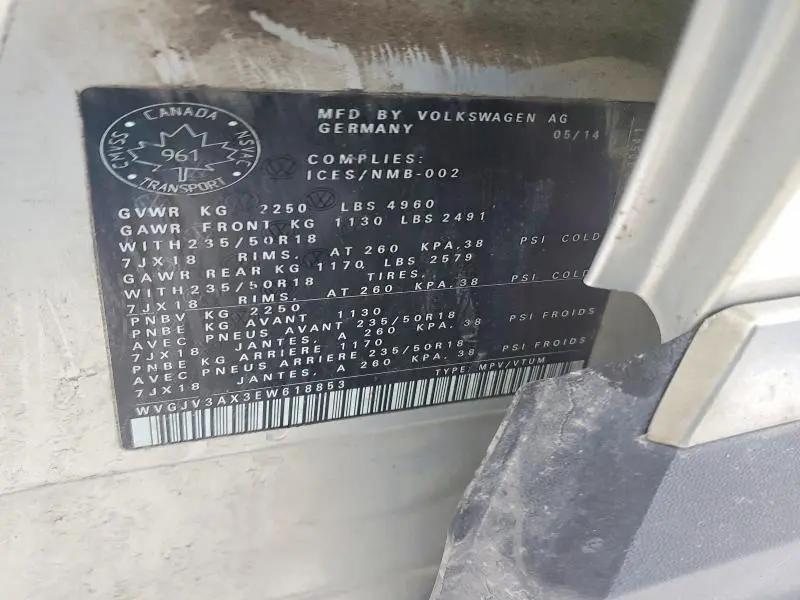 CANADA
CMVSS
961
NSVAC
TRANSPORT
MFD BY VOLKSWAGEN AG
GERMANY 05/14
COMPLIES:
ICES/NMB-002
GVWR KG 2250 LBS 4960
GAWR FRONT KG 1130 LBS 2491
WITH 235/50R18
7JX18 RIMS, AT 260 KPA.38 PSI COLD
GAWR REAR KG 1170 LBS 2579
WITH 235/50R18 TIRES,
7JX18 RIMS, AT 260 KPA.38 PSI COLD
PNBV KG 2250
PNBE KG AVANT 1130
AVEC PNEUS AVANT 235/50R18
7JX18 JANTES, A 260 KPA.38 PSI FROIDS
PNBE KG ARRIERE 1170
AVEC PNEUS ARRIERE 235/50R18
7JX18 JANTES, A 260 KPA.38 PSI FROIDS
TYPE: MPV/VTUM
WVGJV3AX3EW618853